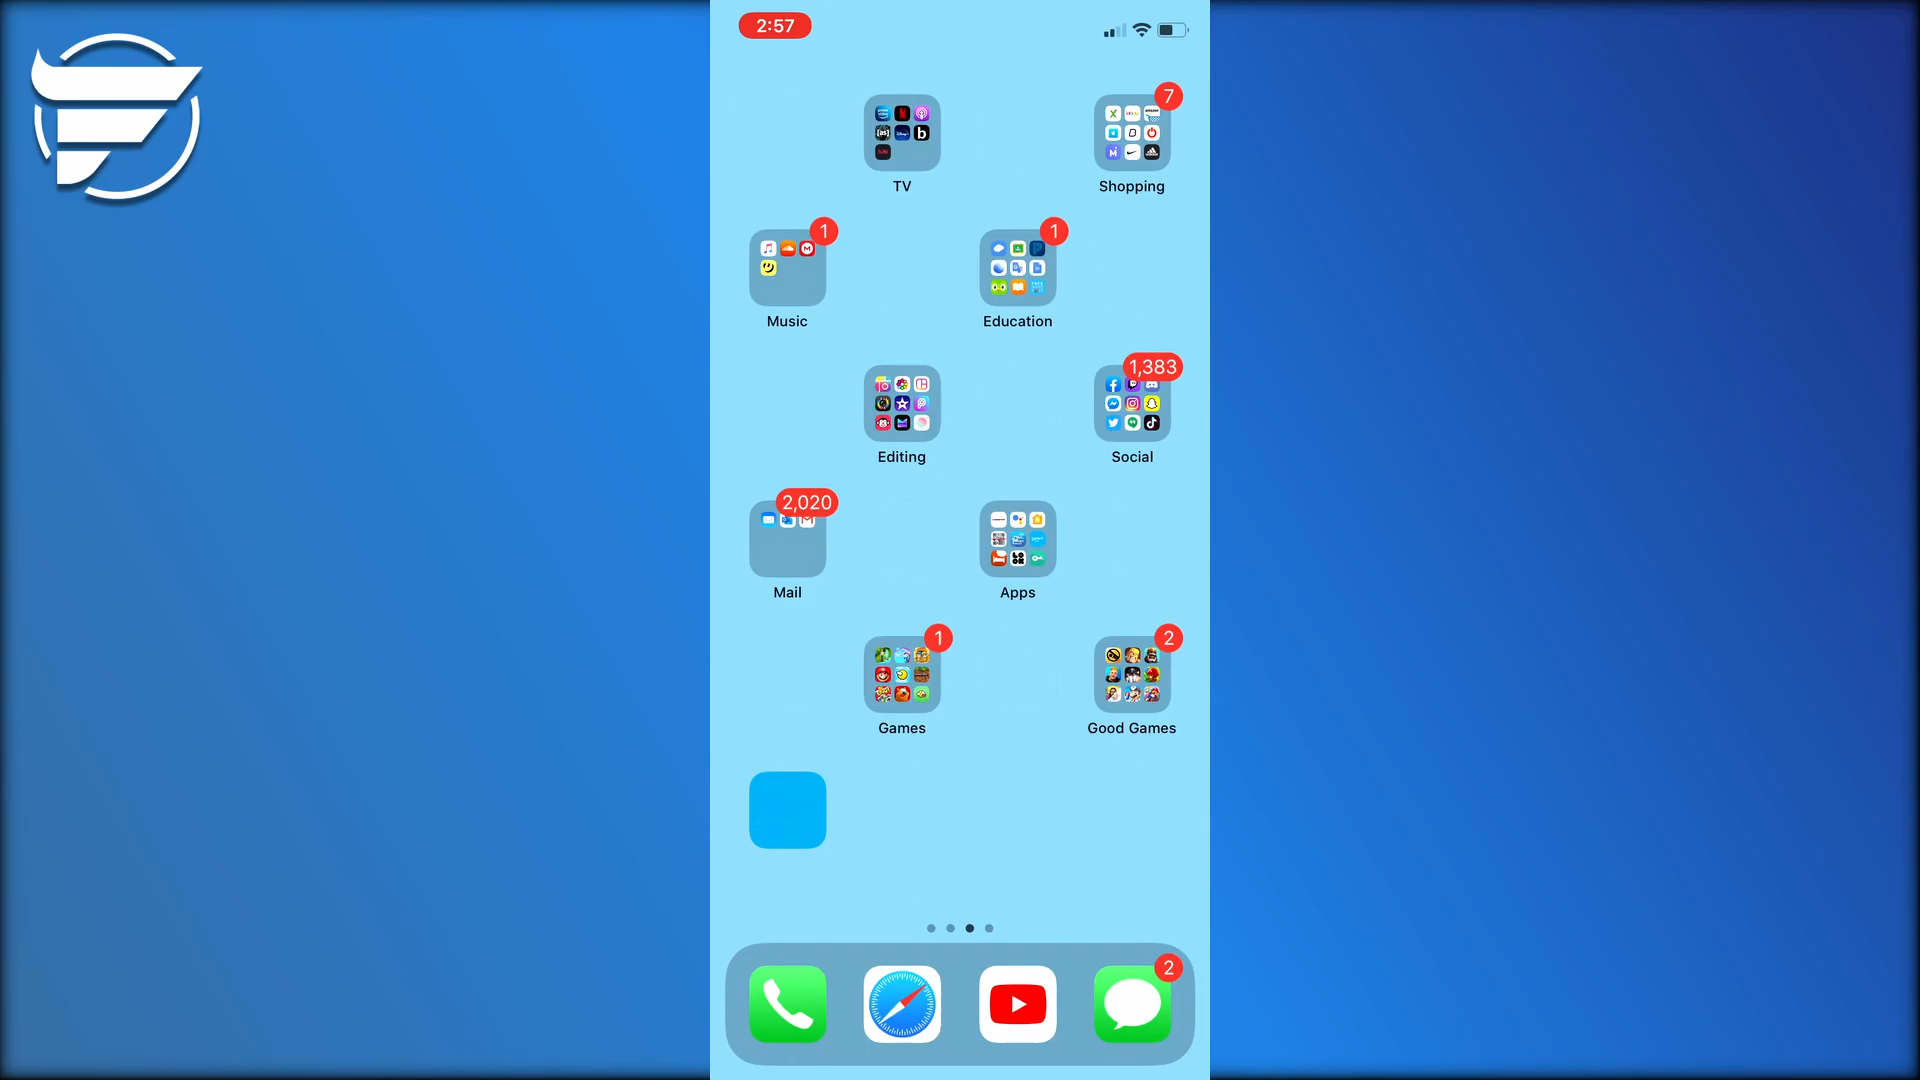 2:57
7
TV
Shopping
1
1
Music
Education
1,383
Editing
Social
2,020
Mail
Apps
1
2
Games
Good Games
2